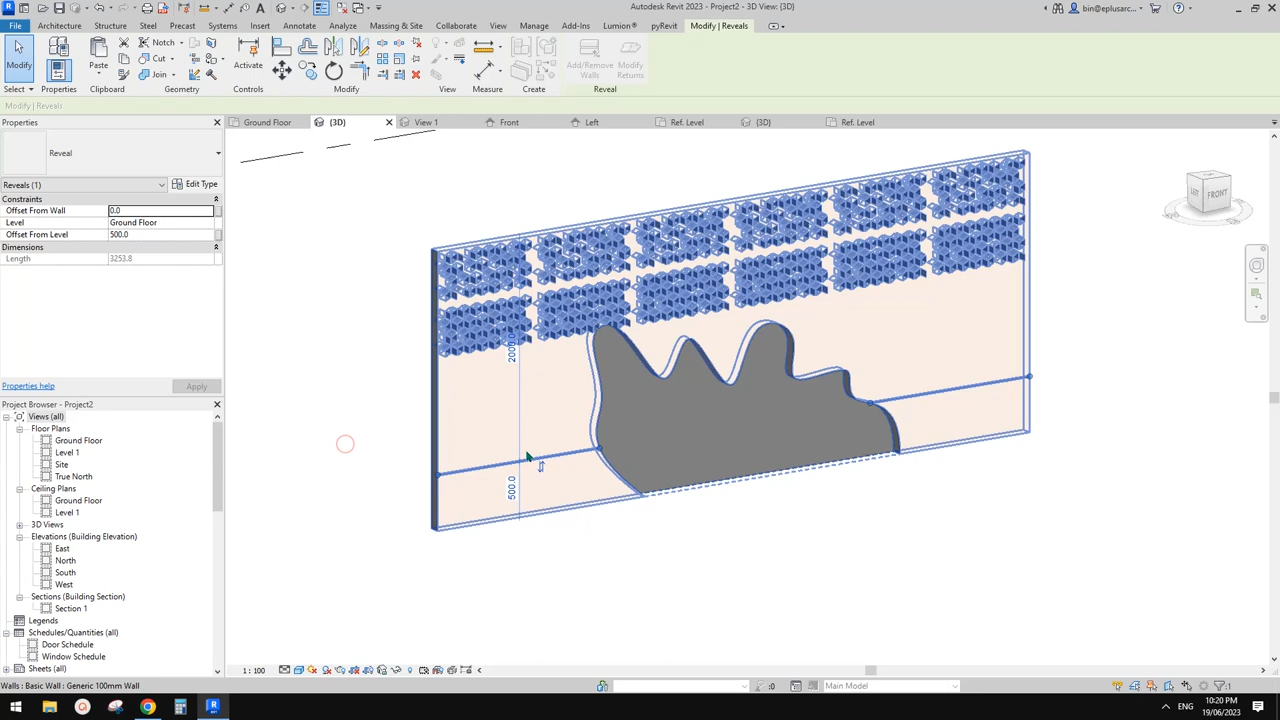 Autodesk Revit 2023 - Project2 - 3D View: {3D}
bin@eplusarc...
File Architecture Structure Steel Precast Systems Insert Annotate Analyze Massing & Site Collaborate View Manage Add-Ins Lumion® pyRevit Modify | Reveals
Modify
Paste
Notch
Cut
Join
Activate
Add/Remove Walls
Modify Returns
Select Properties Clipboard Geometry Controls Modify View Measure Create Reveal
Modify | Reveals
Properties
Ground Floor {3D} View 1 Front Left Ref. Level {3D} Ref. Level
Reveal
Reveals (1) Edit Type
Constraints
Offset From Wall 0.0
Level Ground Floor
Offset From Level 500.0
Dimensions
Length 3253.8
LEFT FRONT
2000.0
500.0
Properties help Apply
Project Browser - Project2
Views (all)
Floor Plans
Ground Floor
Level 1
Site
True North
Ceiling Plans
Ground Floor
Level 1
3D Views
Elevations (Building Elevation)
East
North
South
West
Sections (Building Section)
Section 1
Legends
Schedules/Quantities (all)
Door Schedule
Window Schedule
Sheets (all)
1 : 100
Walls : Basic Wall : Generic 100mm Wall
:0
Main Model
:1
ENG
10:20 PM
19/06/2023